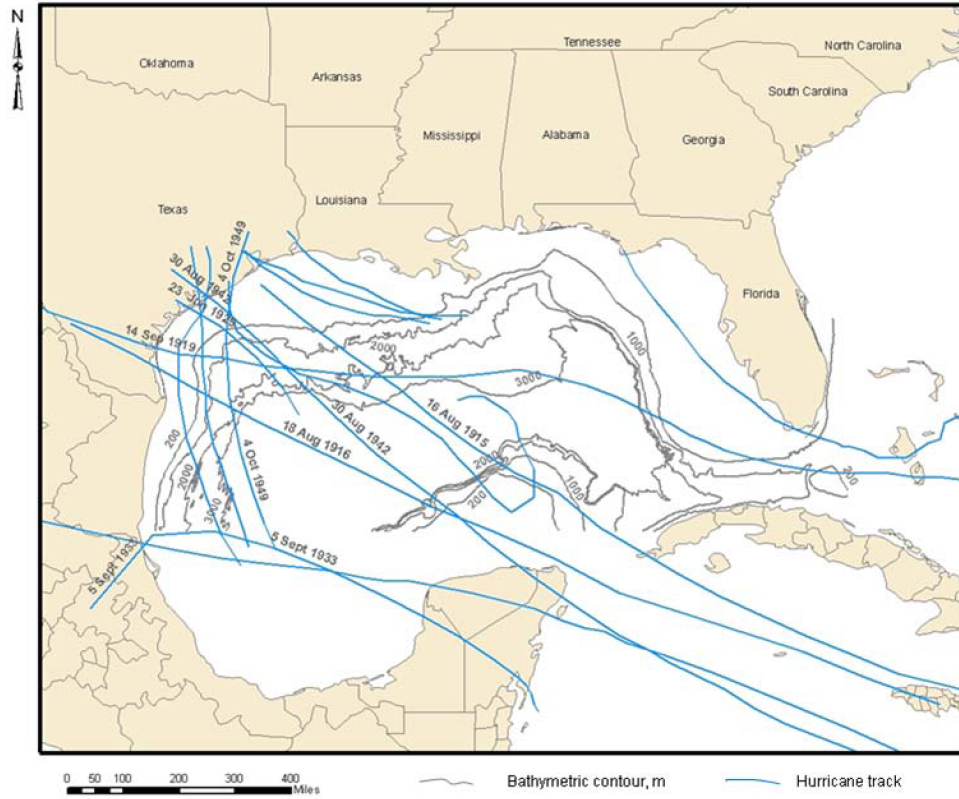 N
Tennessee
North Carolina
Oklahoma
Arkansas
South Carolina
Mississippi
Alabama
Georgia
Louisiana
Texas
4 Oct 1949
30 Aug 1942
Florida
14 Sep 1919
2000
1000
3000
16 Aug 1915
30 Aug 1942
18 Aug 1916
200
4 Oct 1949
2000
2000
200
1000
200
3000
5 Sept 1933
5 Sept 1933
0 50 100 200 300 400
Miles
Bathymetric contour, m
Hurricane track